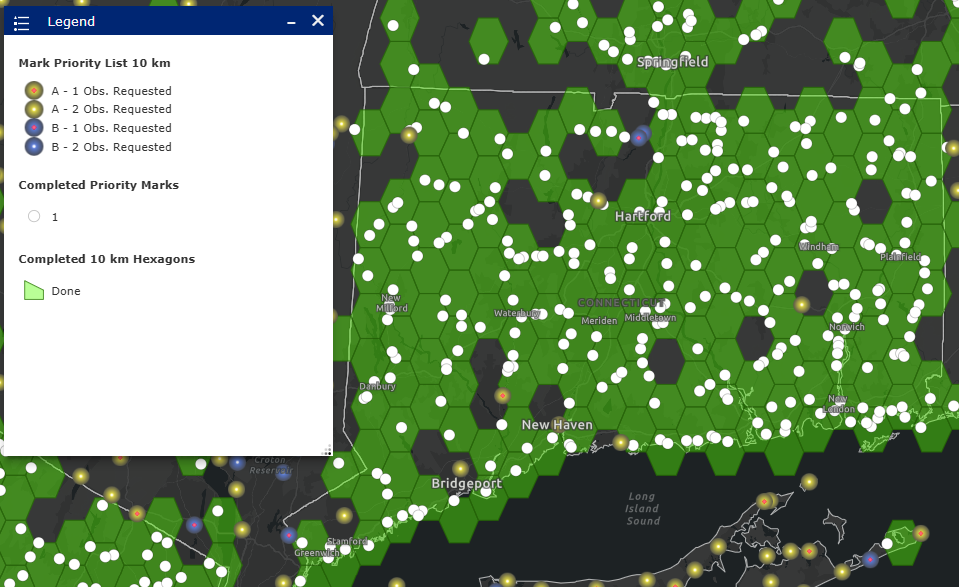 Legend
Mark Priority List 10 km
A - 1 Obs. Requested
A - 2 Obs. Requested
B - 1 Obs. Requested
B - 2 Obs. Requested
Completed Priority Marks
1
Completed 10 km Hexagons
Done
Springfield
Hartford
Windham
Plainfield
New
Milford
CONNECTICUT
Waterbury
Meriden
Middletown
Norwich
Danbury
New
London
New Haven
Croton
Reservoir
Bridgeport
Long
Island
Sound
Stamford
Greenwich